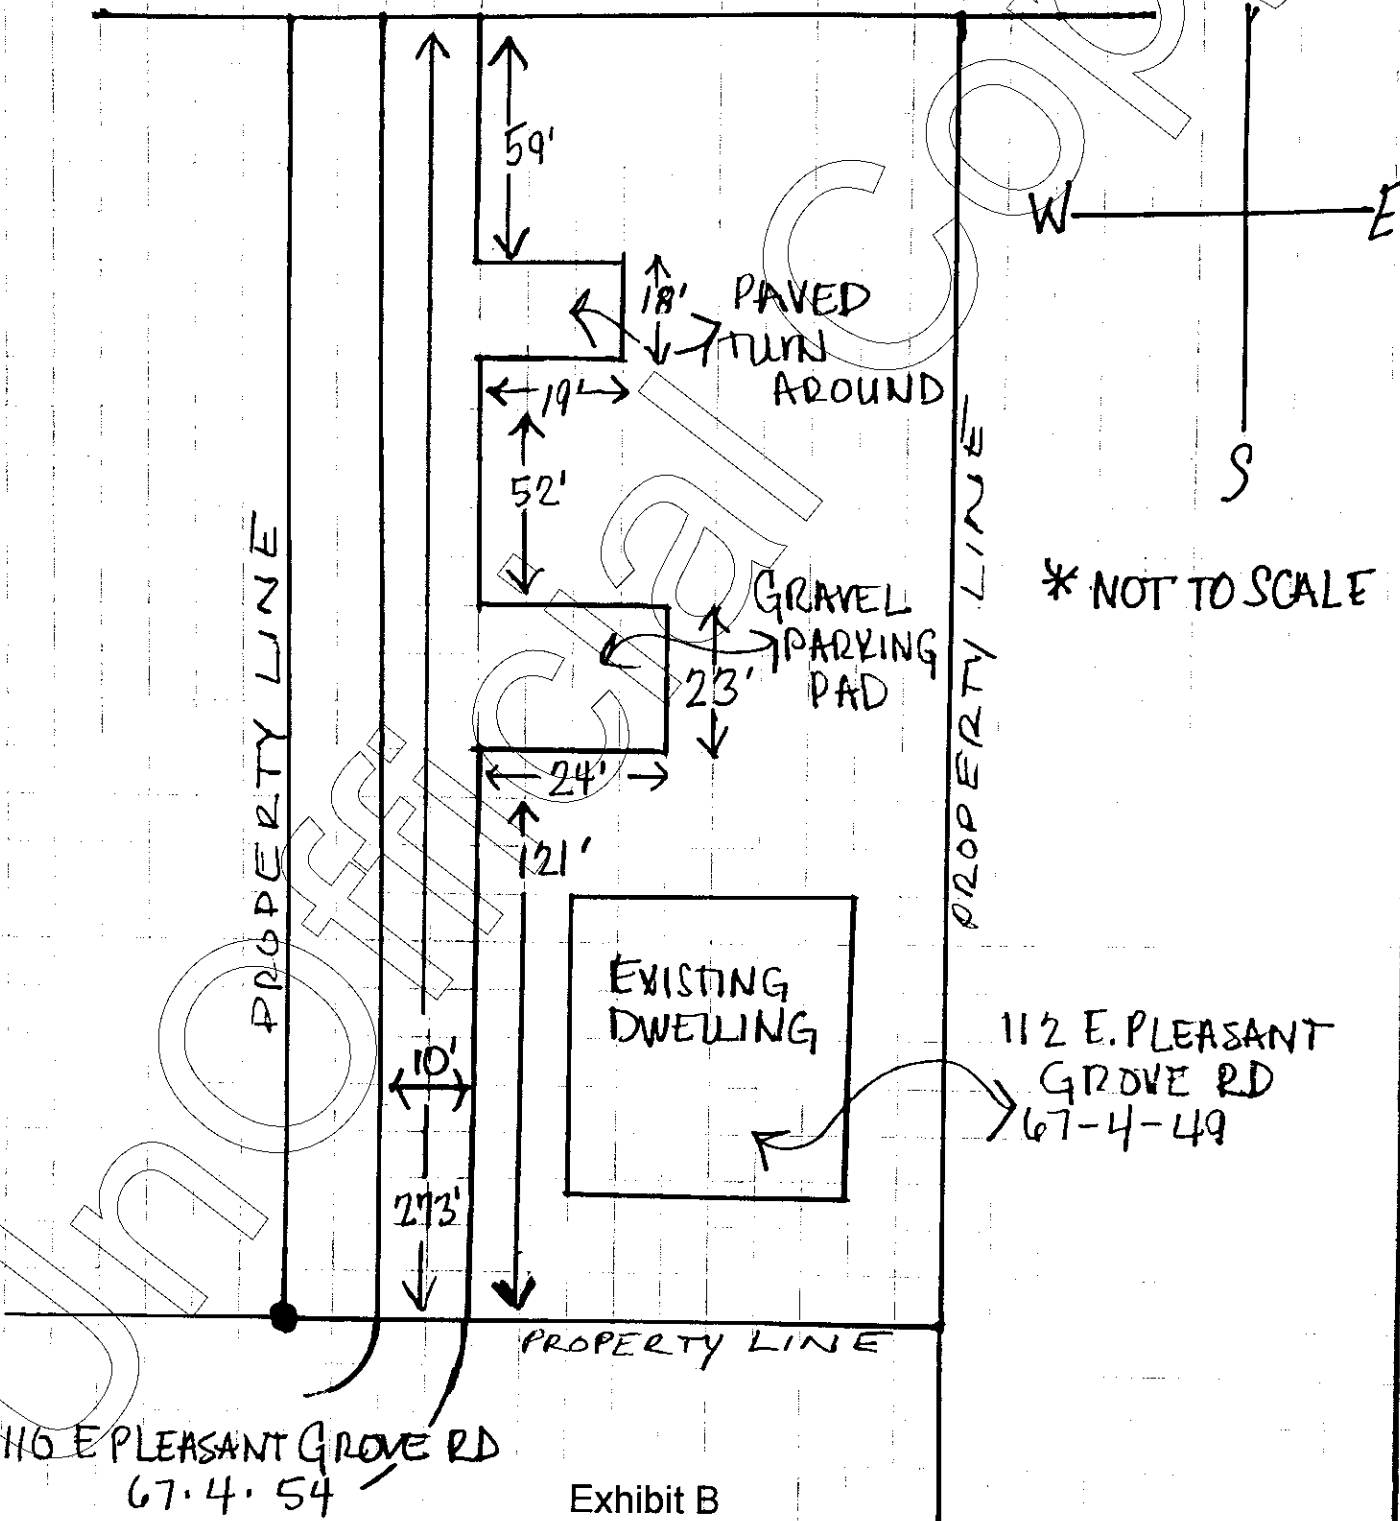 59'
W
E
18'
PAVED
TURN
AROUND
19'
52'
S
PROPERTY LINE
PROPERTY LINE
* NOT TO SCALE
GRAVEL
PARKING
PAD
23'
24'
121'
EXISTING
DWELLING
112 E. PLEASANT
GROVE RD
67-4-49
10'
273'
PROPERTY LINE
E PLEASANT GROVE RD
67.4.54
Exhibit B
Unofficial Copy